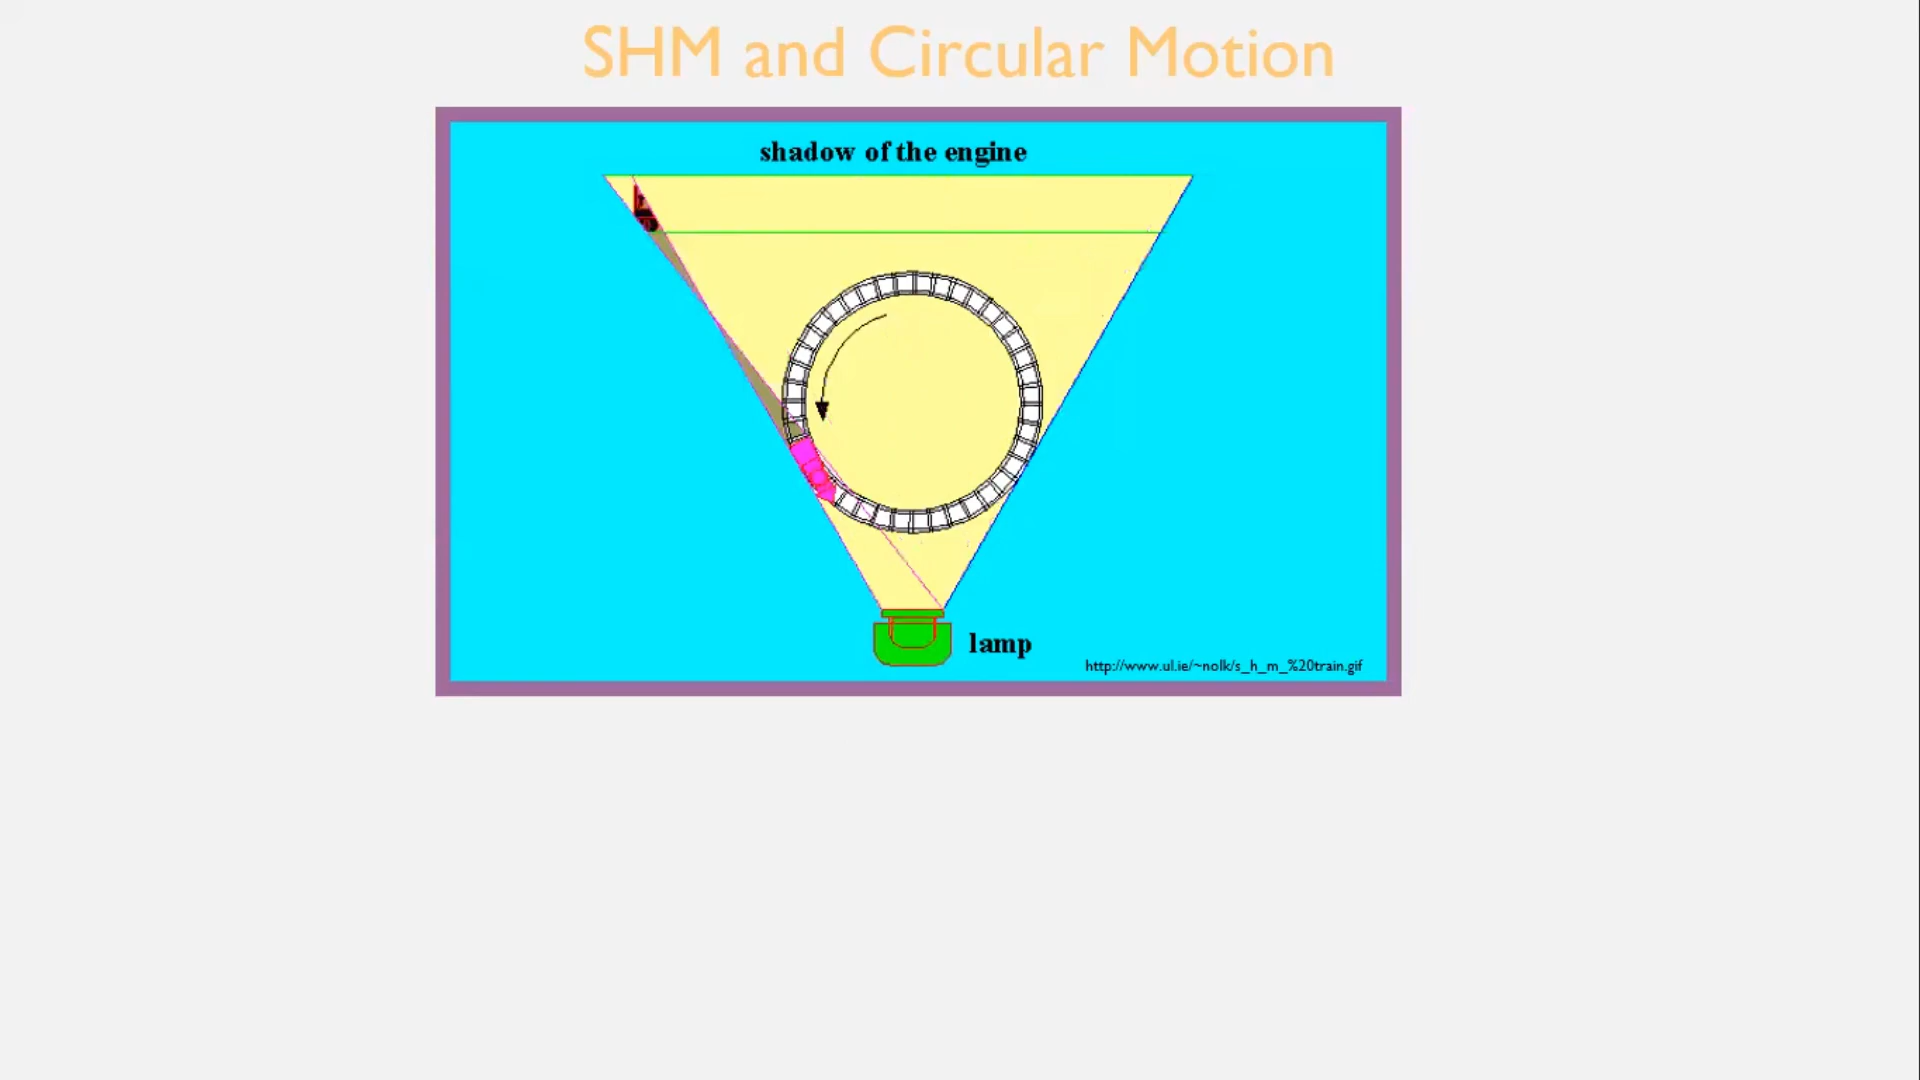 SHM and Circular Motion
shadow of the engine
lamp
http://www.ul.ie/~nolk/s_h_m_%20train.gif